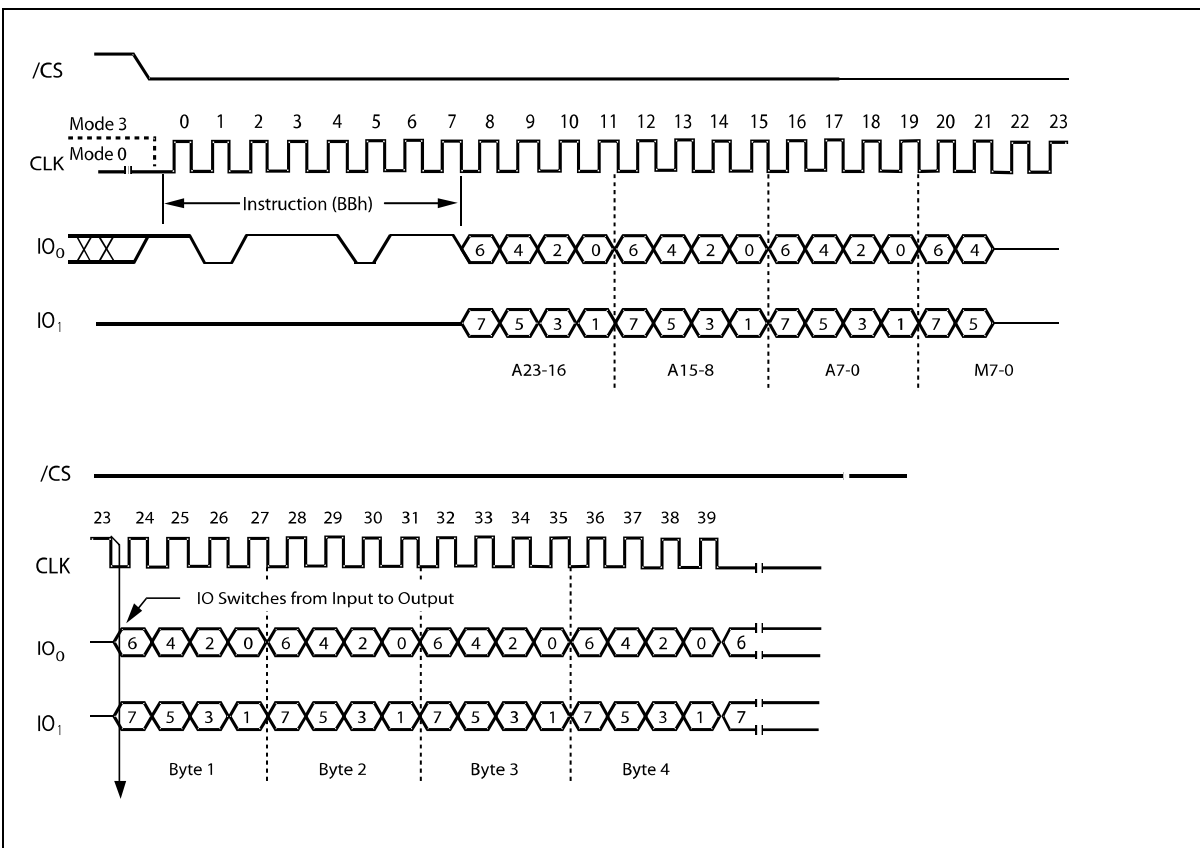 /CS
Mode 3
0 1 2 3 4 5 6 7 8 9 10 11 12 13 14 15 16 17 18 19 20 21 22 23
Mode 0
CLK
Instruction (BBh)
IO0 6 4 2 0 6 4 2 0 6 4 2 0 6 4
IO1 7 5 3 1 7 5 3 1 7 5 3 1 7 5
A23-16 A15-8 A7-0 M7-0
/CS
23 24 25 26 27 28 29 30 31 32 33 34 35 36 37 38 39
CLK
IO Switches from Input to Output
IO0 6 4 2 0 6 4 2 0 6 4 2 0 6 4 2 0 6
IO1 7 5 3 1 7 5 3 1 7 5 3 1 7 5 3 1 7
Byte 1 Byte 2 Byte 3 Byte 4